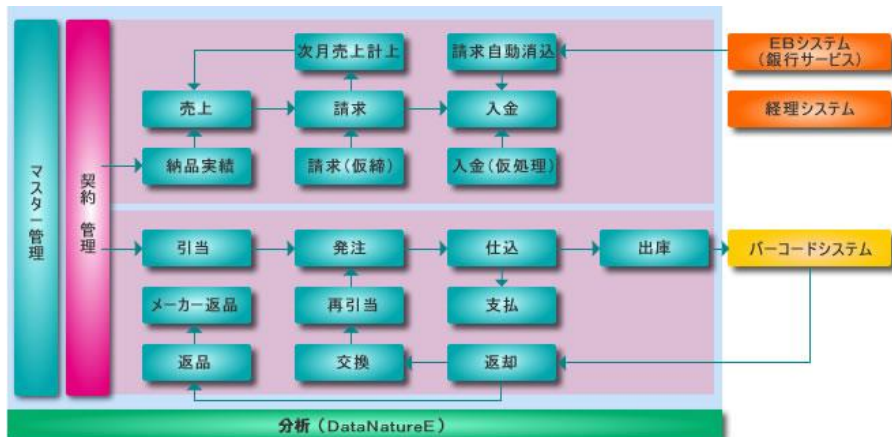 マスター管理
契約 管理
次月売上計上
請求自動消込
EBシステム
(銀行サービス)
売上
請求
入金
経理システム
納品実績
請求(仮締)
入金(仮処理)
引当
発注
仕込
出庫
バーコードシステム
メーカー返品
再引当
支払
返品
交換
返却
分析(DataNatureE)